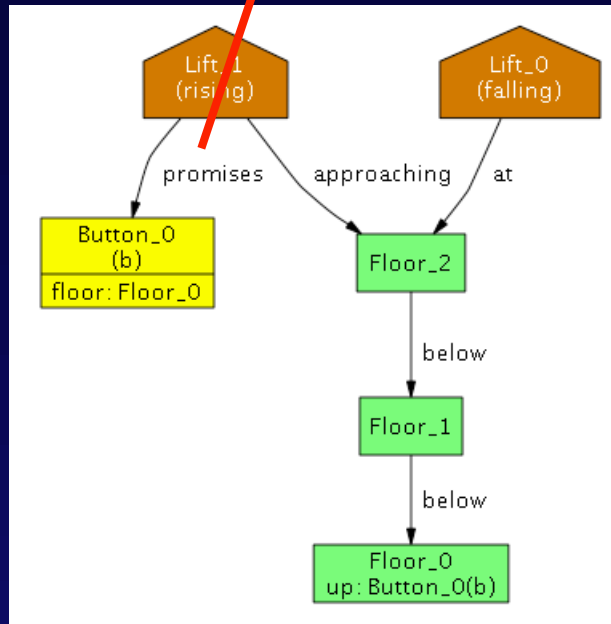 Lift_1
(rising)
Lift_0
(falling)
promises
approaching
at
Button_0
(b)
floor: Floor_0
Floor_2
below
Floor_1
below
Floor_0
up: Button_0(b)